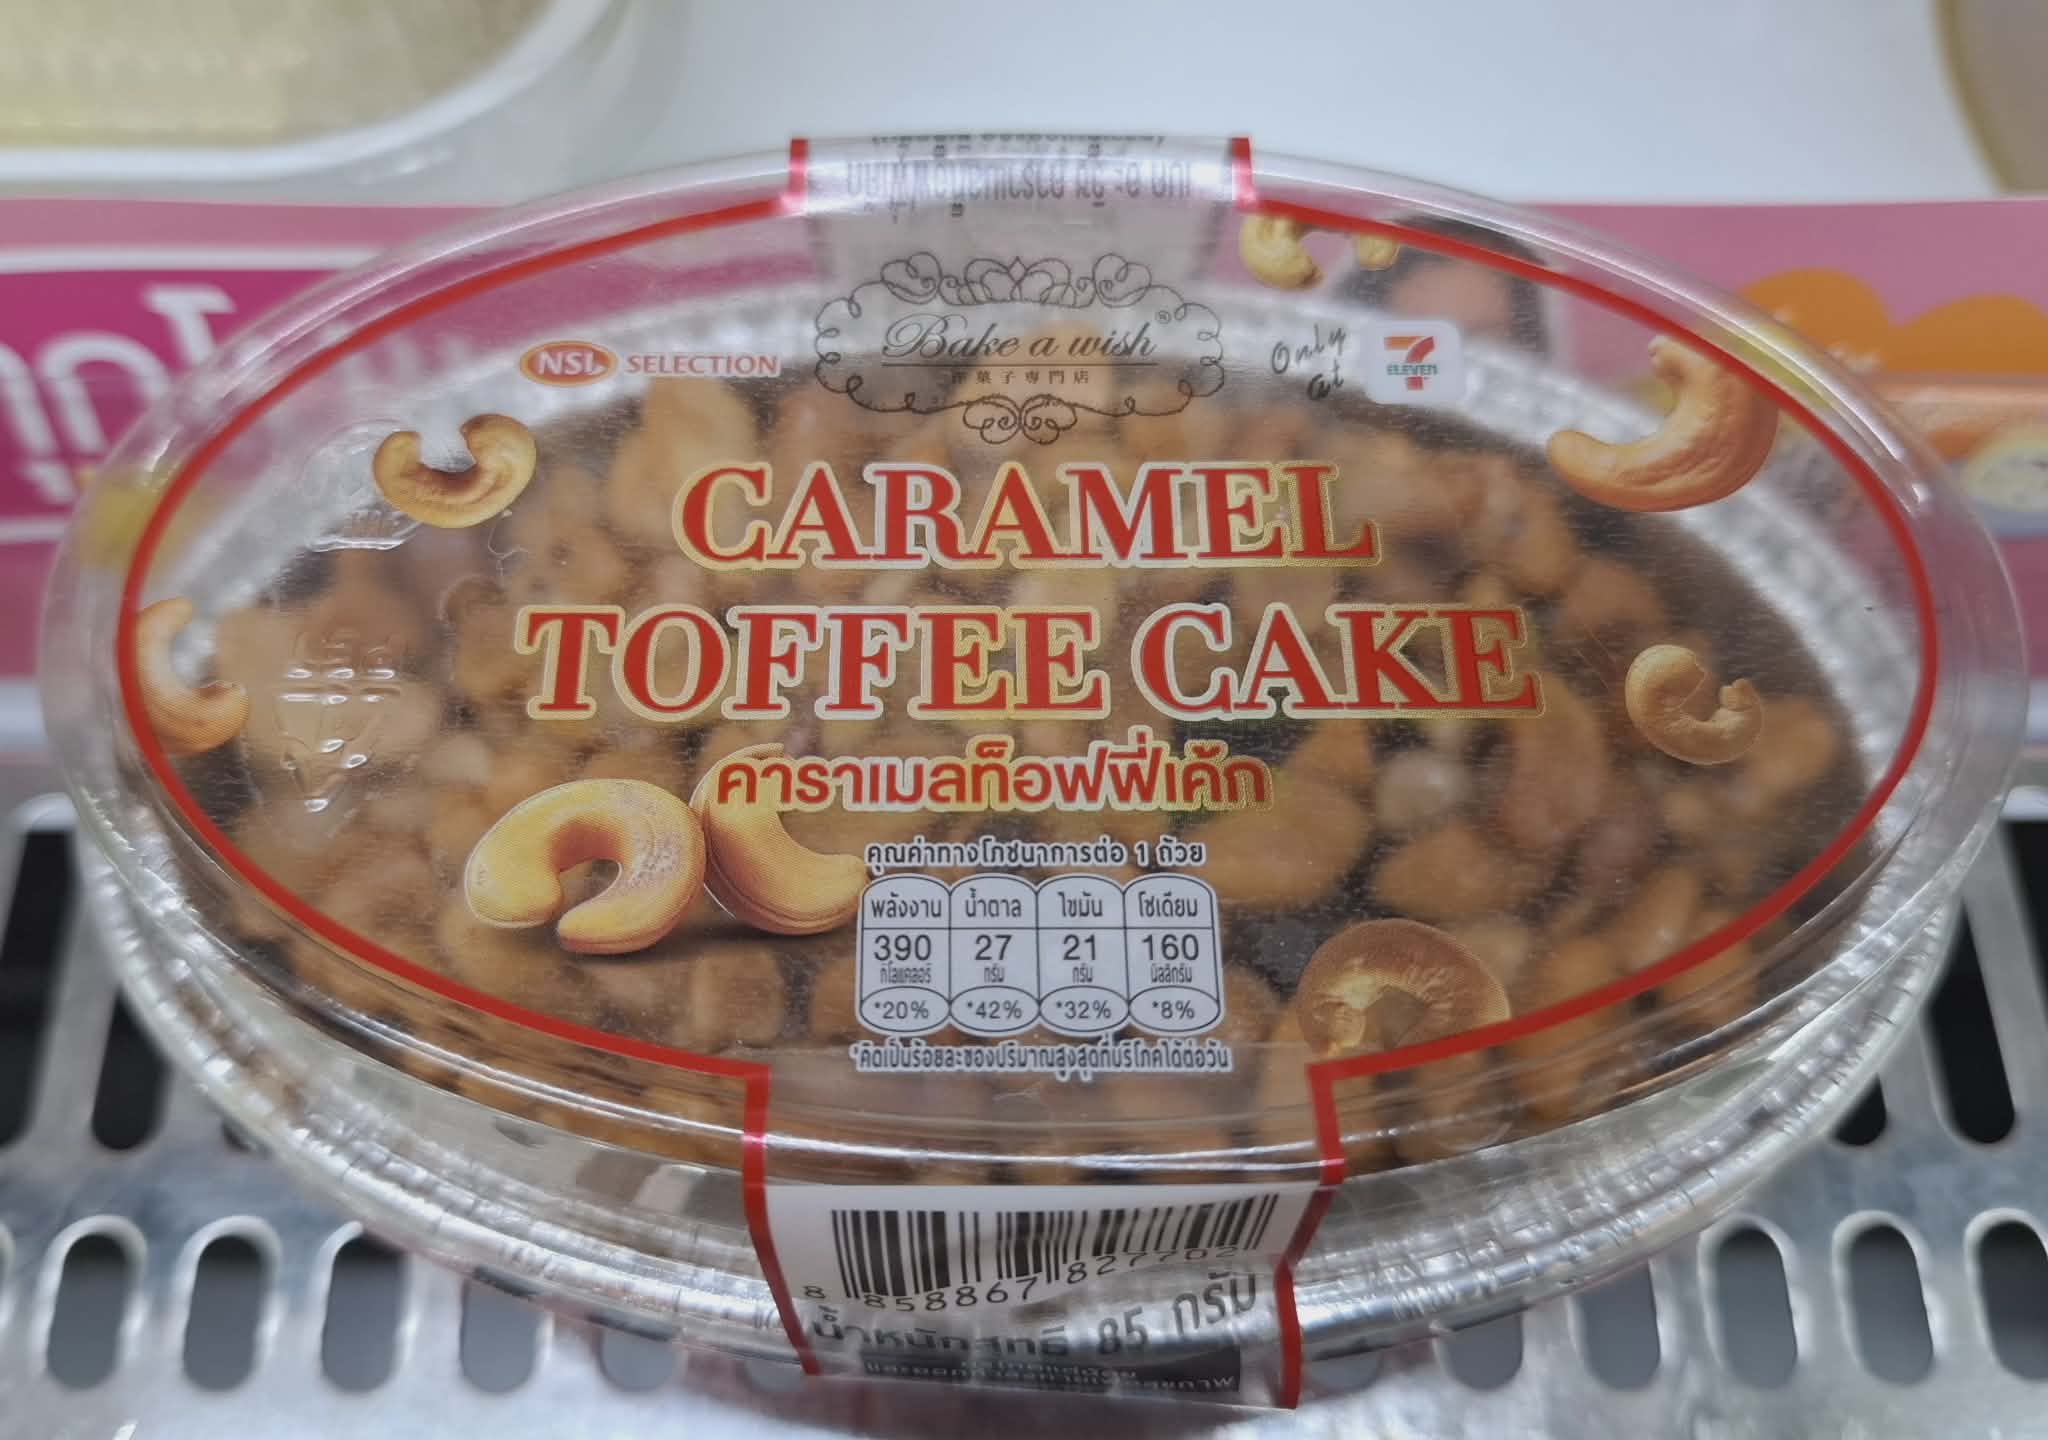 Bake a wish®
洋菓子専門店
NSL SELECTION
Only at
7 ELEVEN
CARAMEL
TOFFEE CAKE
คาราเมลท็อฟฟี่เค้ก
คุณค่าทางโภชนาการต่อ 1 ถ้วย
พลังงาน น้ำตาล ไขมัน โซเดียม
390 27 21 160
กิโลแคลอรี กรัม กรัม มิลลิกรัม
*20% *42% *32% *8%
*คิดเป็นร้อยละของปริมาณสูงสุดที่บริโภคได้ต่อวัน
8 858867 827702
น้ำหนักสุทธิ 85 กรัม